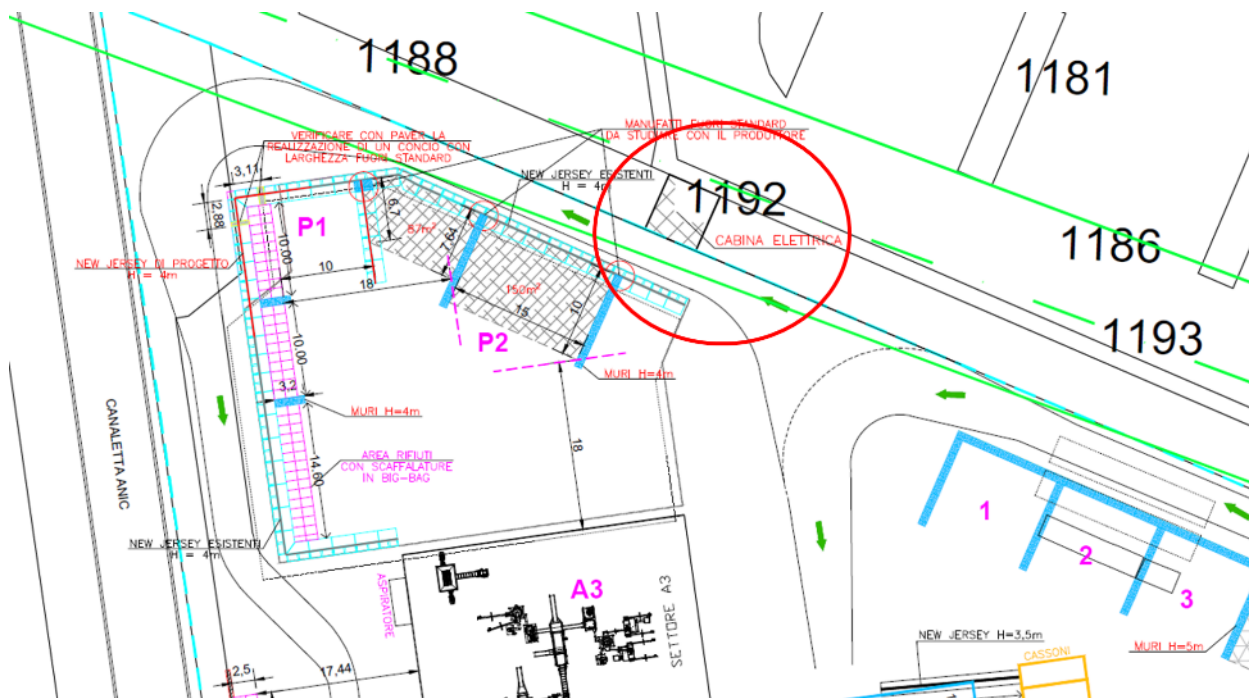 1188
1181
VERIFICARE CON PAVER LA
REALIZZAZIONE DI UN CONCIO CON
LARGHEZZA FUORI STANDARD
MANUFATTI FUORI STANDARD
DA STUDIARE CON IL PRODUTTORE
3,11
NEW JERSEY ESISTENTI
H = 4m
1192
2,88
6,7
P1
67m²
7,64
CABINA ELETTRICA
1186
10,00
NEW JERSEY DI PROGETTO
H = 4m
10
18
150m²
10
15
P2
1193
10,00
MURI H=4m
3,2
MURI H=4m
CANALETTA ANIC
18
AREA RIFIUTI
CON SCAFFALATURE
IN BIG-BAG
14,60
1
NEW JERSEY ESISTENTI
H = 4m
2
A3
3
ASPIRATORE
SETTORE A3
NEW JERSEY H=3,5m
MURI H=5m
CASSONI
2,5
17,44